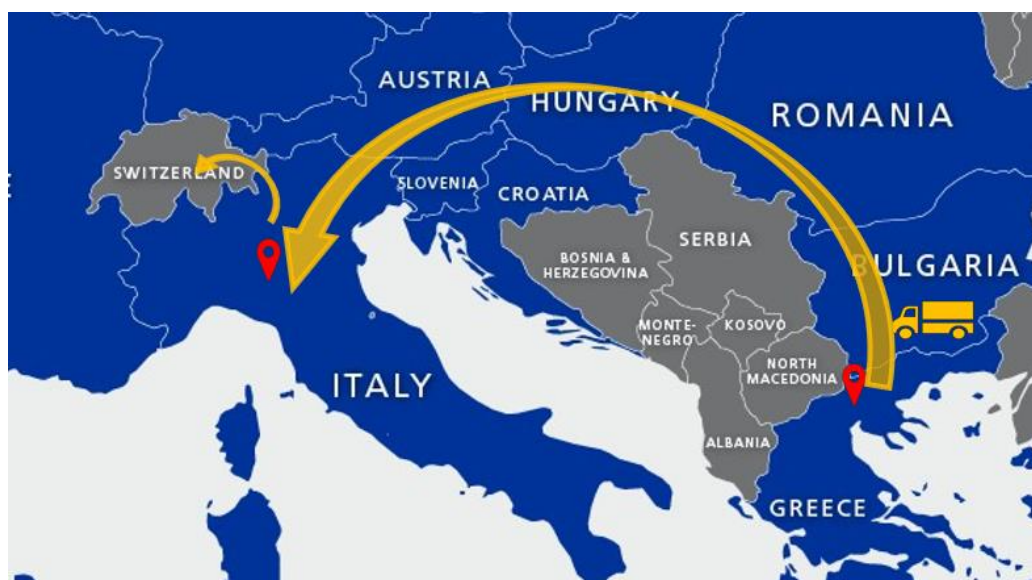 AUSTRIA
HUNGARY
ROMANIA
SWITZERLAND
SLOVENIA
CROATIA
SERBIA
BOSNIA &
HERZEGOVINA
BULGARIA
MONTE-
NEGRO
KOSOVO
NORTH
MACEDONIA
ITALY
ALBANIA
GREECE